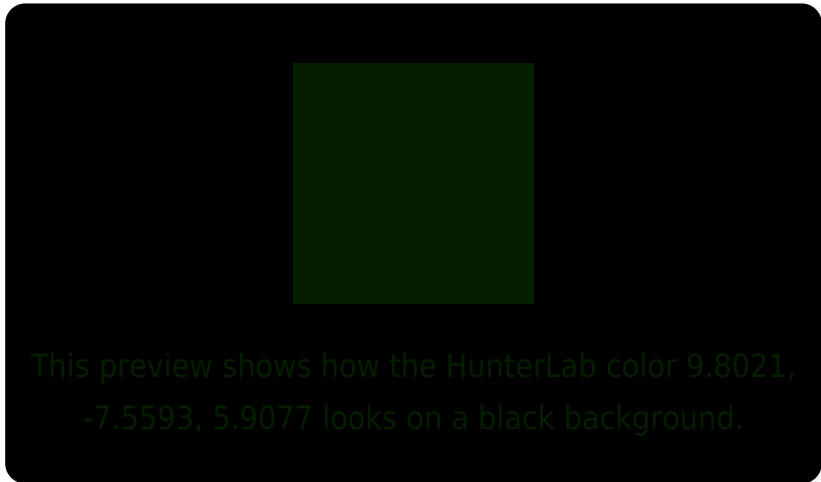 This preview shows how the HunterLab color 9.8021,
-7.5593, 5.9077 looks on a black background.